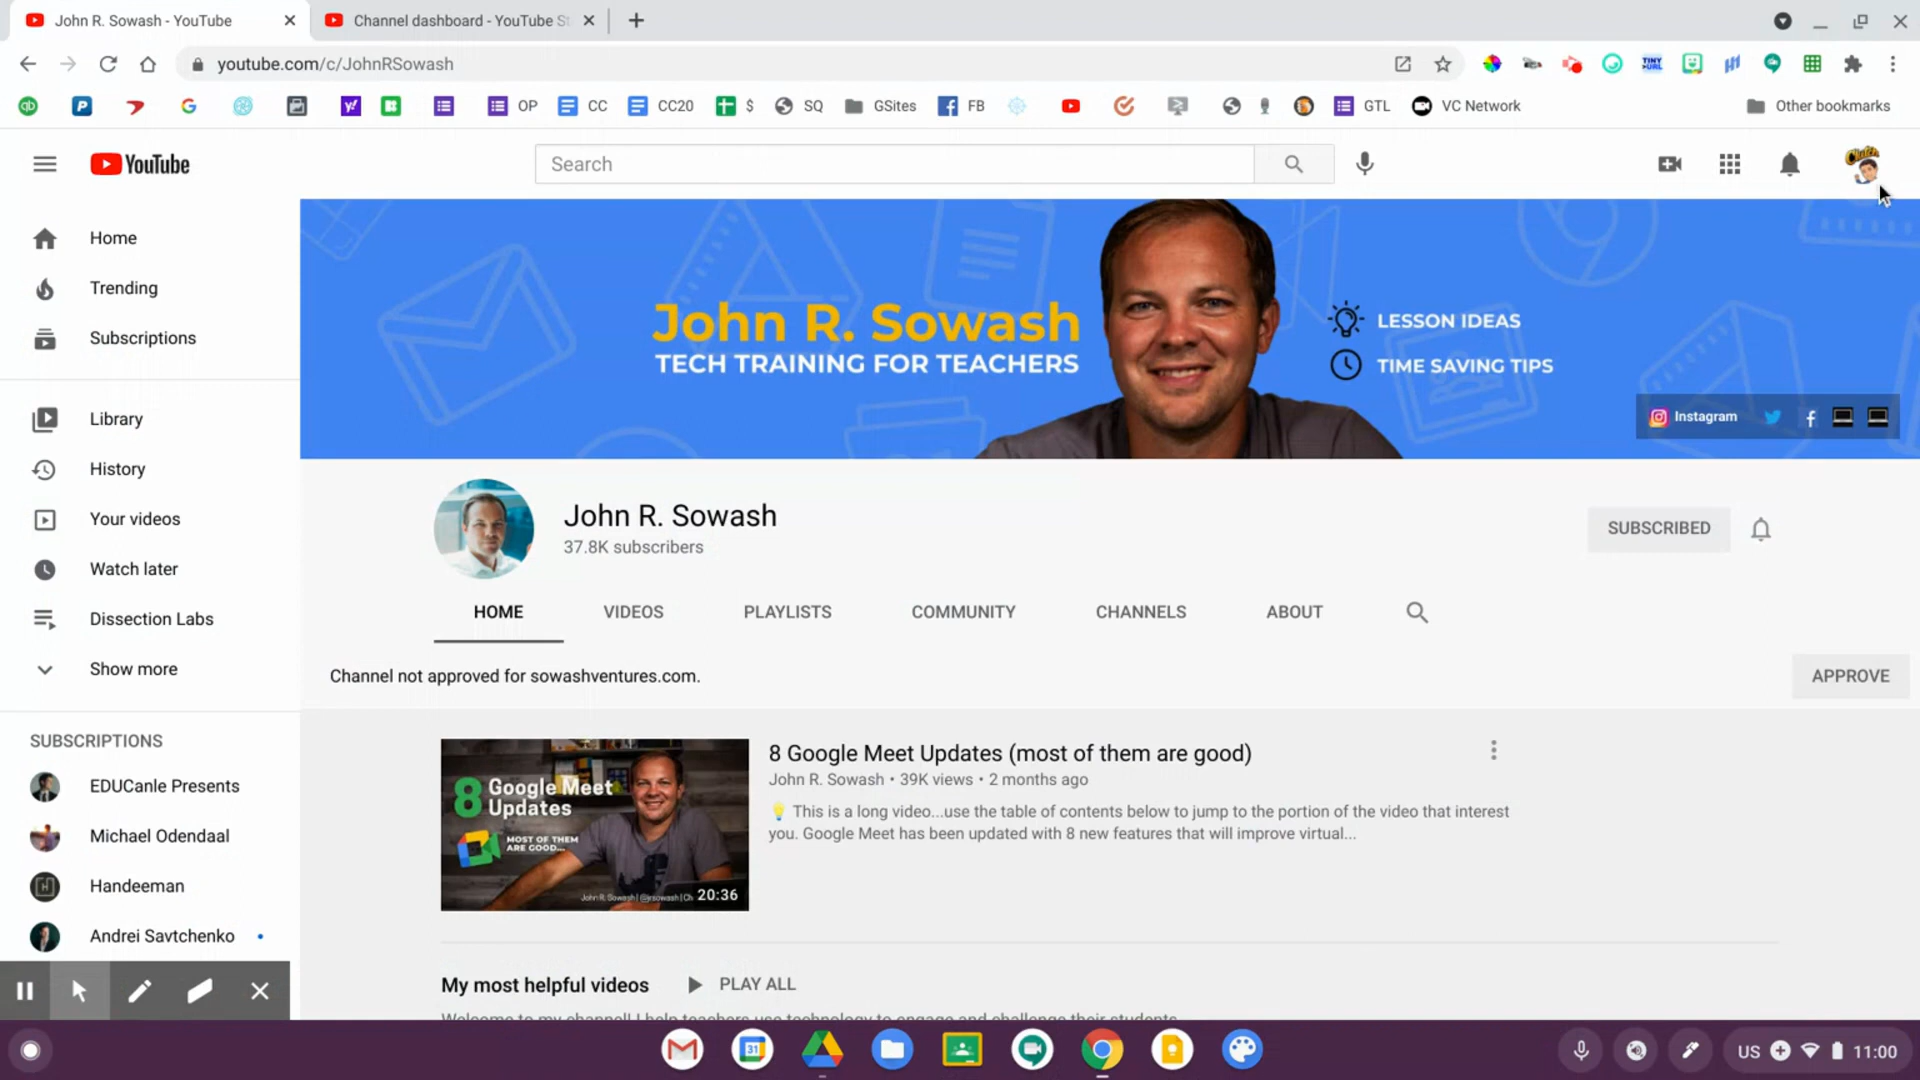 John R. Sowash - YouTube
Channel dashboard - YouTube St
youtube.com/c/JohnRSowash
TINY
URL
OP
CC
CC20
$
SQ
GSites
FB
GTL
VC Network
Other bookmarks
YouTube
Search
Home
Trending
Subscriptions
Library
History
Your videos
Watch later
Dissection Labs
Show more
SUBSCRIPTIONS
EDUCanle Presents
Michael Odendaal
Handeeman
Andrei Savtchenko
John R. Sowash
TECH TRAINING FOR TEACHERS
LESSON IDEAS
TIME SAVING TIPS
Instagram
John R. Sowash
37.8K subscribers
SUBSCRIBED
HOME
VIDEOS
PLAYLISTS
COMMUNITY
CHANNELS
ABOUT
Channel not approved for sowashventures.com.
APPROVE
8 Google Meet
Updates
MOST OF THEM
ARE GOOD...
20:36
8 Google Meet Updates (most of them are good)
John R. Sowash • 39K views • 2 months ago
💡 This is a long video...use the table of contents below to jump to the portion of the video that interest
you. Google Meet has been updated with 8 new features that will improve virtual...
My most helpful videos
PLAY ALL
Welcome to my channel! I help teachers use technology to engage and challenge their students.
31
US
11:00